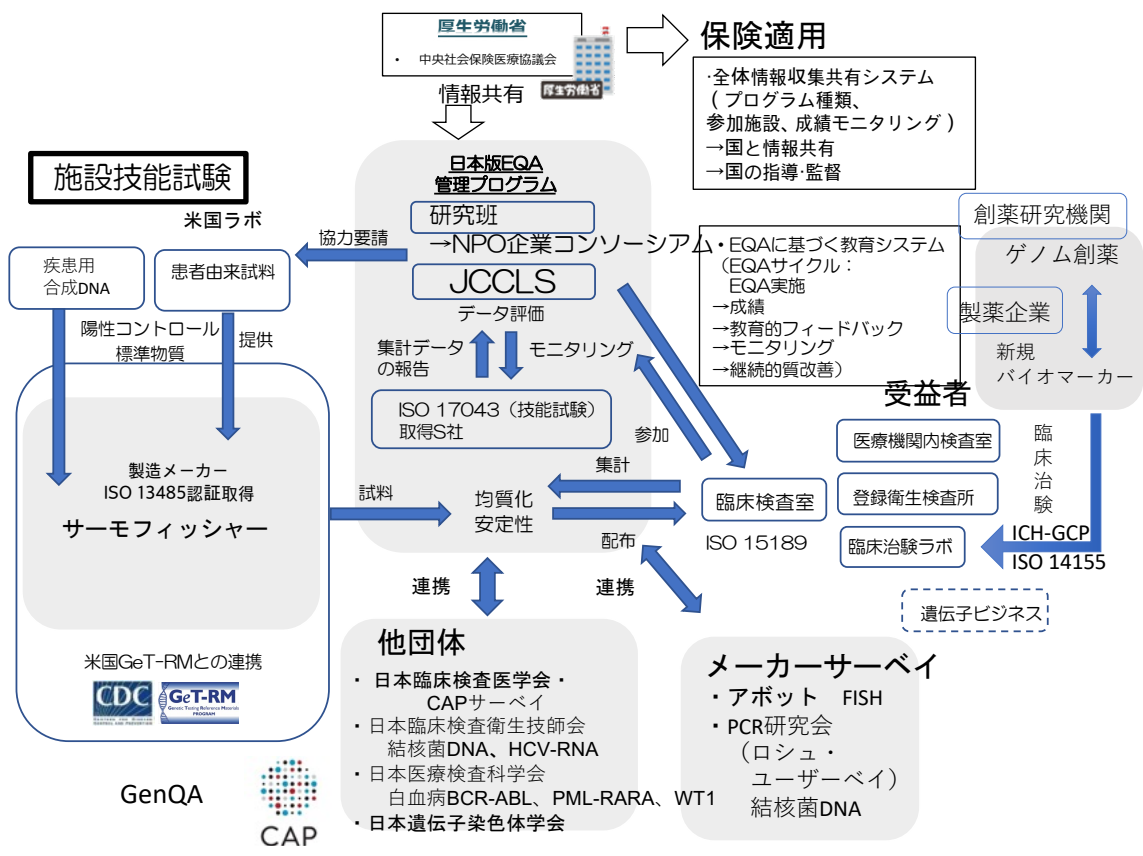 厚生労働省
・ 中央社会保険医療協議会
厚生労働省
情報共有
保険適用
・全体情報収集共有システム
(プログラム種類、
参加施設、成績モニタリング)
→国と情報共有
→国の指導・監督
施設技能試験
日本版EQA
管理プログラム
研究班
→NPO企業コンソーシアム
JCCLS
データ評価
米国ラボ
協力要請
疾患用
合成DNA
患者由来試料
陽性コントロール
標準物質
提供
集計データ
の報告
モニタリング
ISO 17043(技能試験)
取得S社
・EQAに基づく教育システム
(EQAサイクル:
EQA実施
→成績
→教育的フィードバック
→モニタリング
→継続的質改善)
創薬研究機関
ゲノム創薬
製薬企業
新規
バイオマーカー
受益者
医療機関内検査室
登録衛生検査所
臨床治験ラボ
臨床治験
ICH-GCP
ISO 14155
遺伝子ビジネス
参加
集計
臨床検査室
ISO 15189
配布
製造メーカー
ISO 13485認証取得
サーモフィッシャー
試料
均質化
安定性
連携
連携
米国GeT-RMとの連携
CDC
CENTERS FOR DISEASE
CONTROL AND PREVENTION
GeT-RM
Genetic Testing Reference Materials
PROGRAM
GenQA
CAP
他団体
・ 日本臨床検査医学会・
CAPサーベイ
・日本臨床検査衛生技師会
結核菌DNA、HCV-RNA
・日本医療検査科学会
白血病BCR-ABL、PML-RARA、WT1
・日本遺伝子染色体学会
メーカーサーベイ
・アボット FISH
・PCR研究会
(ロシュ・
ユーザーベイ)
結核菌DNA